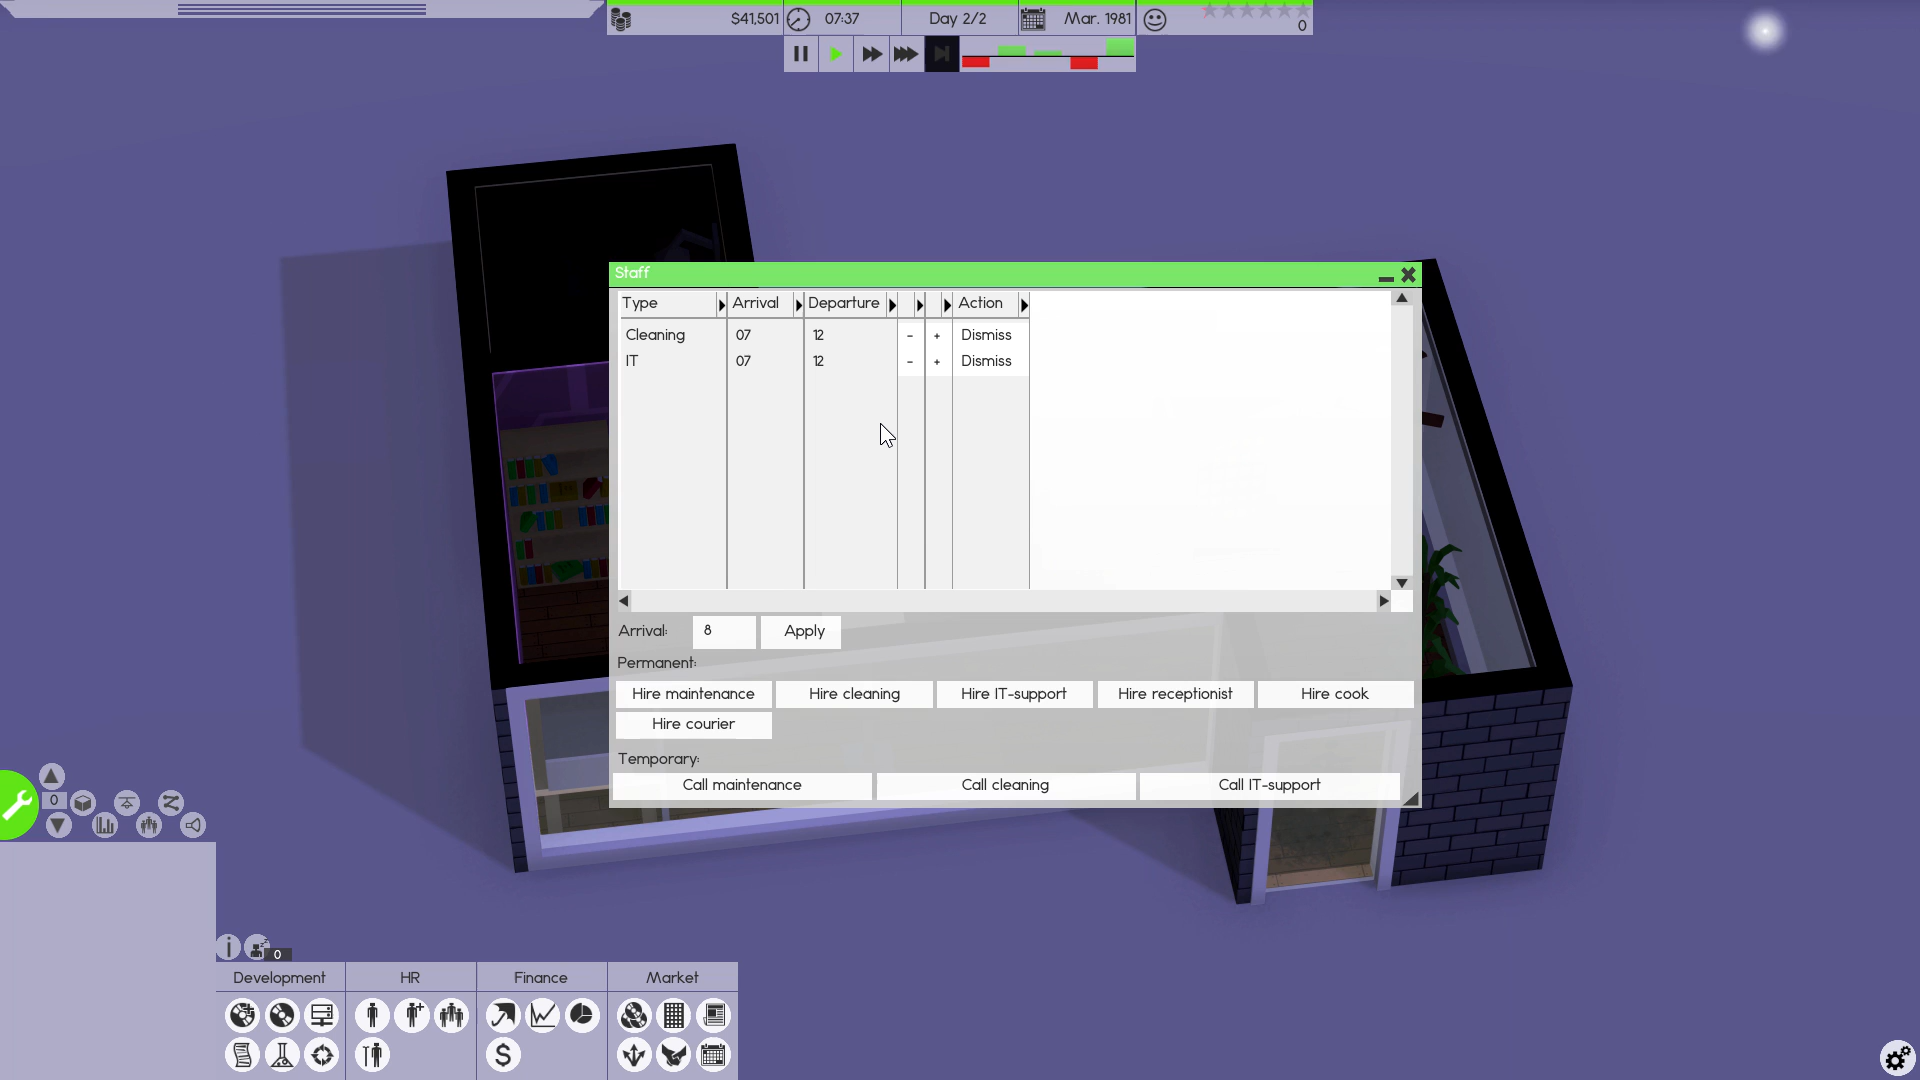 $41,501
07:37
Day 2/2
Mar. 1981
0
Staff
Type Arrival Departure Action
Cleaning 07 12 - + Dismiss
IT 07 12 - + Dismiss
Arrival: 8 Apply
Permanent:
Hire maintenance Hire cleaning Hire IT-support Hire receptionist Hire cook
Hire courier
Temporary:
Call maintenance Call cleaning Call IT-support
0
0
Development HR Finance Market